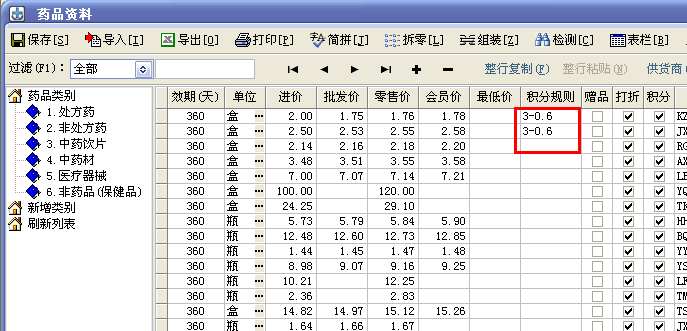 药品资料
保存[S] 导入[I] 导出[O] 打印[P] 简拼[J] 拆零[L] 组装[Z] 检测[C] 表栏[B]
过滤(F1): 全部 整行复制(F) 整行粘贴(N) 供货商(
药品类别
1.处方药
2.非处方药
3.中药饮片
4.中药材
5.医疗器械
6.非药品(保健品)
新增类别
刷新列表
效期(天) 单位 进价 批发价 零售价 会员价 最低价 积分规则 赠品 打折 积分
360 盒 ••• 2.00 1.75 1.76 1.78 3-0.6 KZ
360 盒 ••• 2.50 2.53 2.55 2.58 3-0.6 JX
360 盒 ••• 2.14 2.16 2.18 2.20 RG
360 盒 ••• 3.48 3.51 3.55 3.58 AX
360 盒 ••• 7.00 7.07 7.14 7.21 LE
360 盒 ••• 100.00 120.00 YQ
360 盒 ••• 24.25 29.10 TK
360 瓶 ••• 5.73 5.79 5.84 5.90 HH
360 瓶 ••• 12.48 12.60 12.73 12.85 BQ
360 瓶 ••• 1.44 1.45 1.47 1.48 YY
360 瓶 ••• 8.98 9.07 9.16 9.25 YS
360 瓶 ••• 10.21 12.25 LE
360 瓶 ••• 2.36 2.83 TM
360 瓶 ••• 14.82 14.97 15.12 15.26 TS
360 瓶 ••• 1.64 1.66 1.67 JX